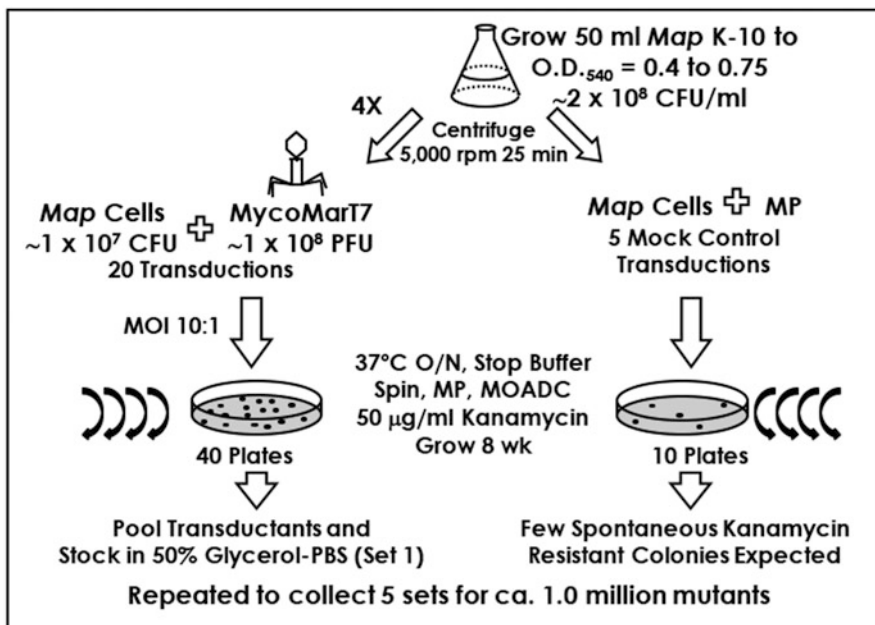 Grow 50 ml Map K-10 to
O.D.₅₄₀ = 0.4 to 0.75
~2 x 10⁸ CFU/ml
4X
Centrifuge
5,000 rpm 25 min
Map Cells
~1 x 10⁷ CFU
MycoMarT7
~1 x 10⁸ PFU
20 Transductions
Map Cells + MP
5 Mock Control
Transductions
MOI 10:1
37°C O/N, Stop Buffer
Spin, MP, MOADC
50 µg/ml Kanamycin
Grow 8 wk
40 Plates
10 Plates
Pool Transductants and
Stock in 50% Glycerol-PBS (Set 1)
Few Spontaneous Kanamycin
Resistant Colonies Expected
Repeated to collect 5 sets for ca. 1.0 million mutants